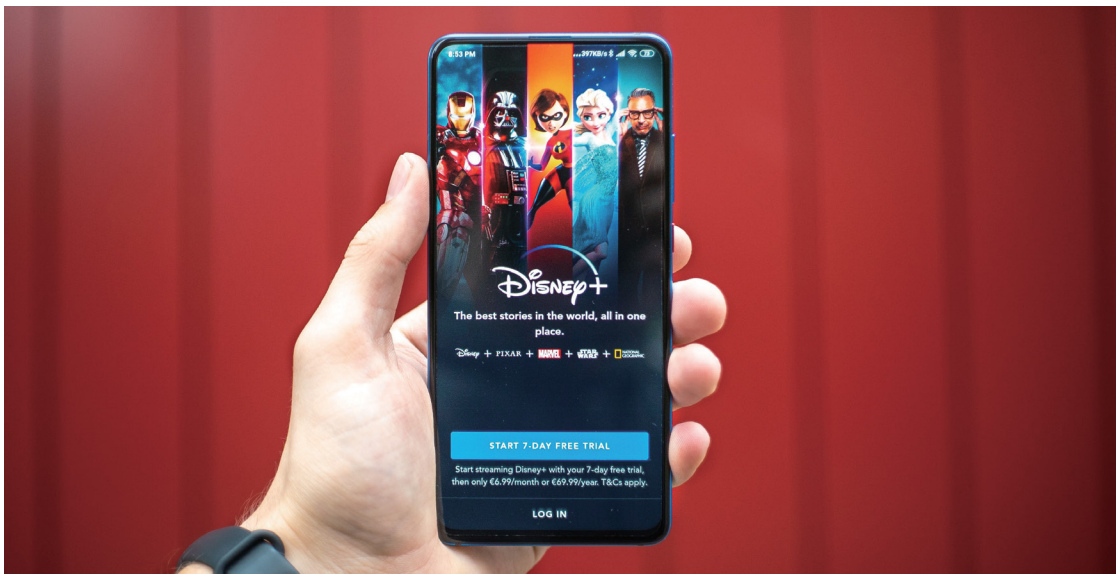 8:53 PM
...397KB/s
Disney+
The best stories in the world, all in one
place.
Disney + PIXAR + MARVEL + STAR WARS + NATIONAL GEOGRAPHIC
START 7-DAY FREE TRIAL
Start streaming Disney+ with your 7-day free trial,
then only €6.99/month or €69.99/year. T&Cs apply.
LOG IN